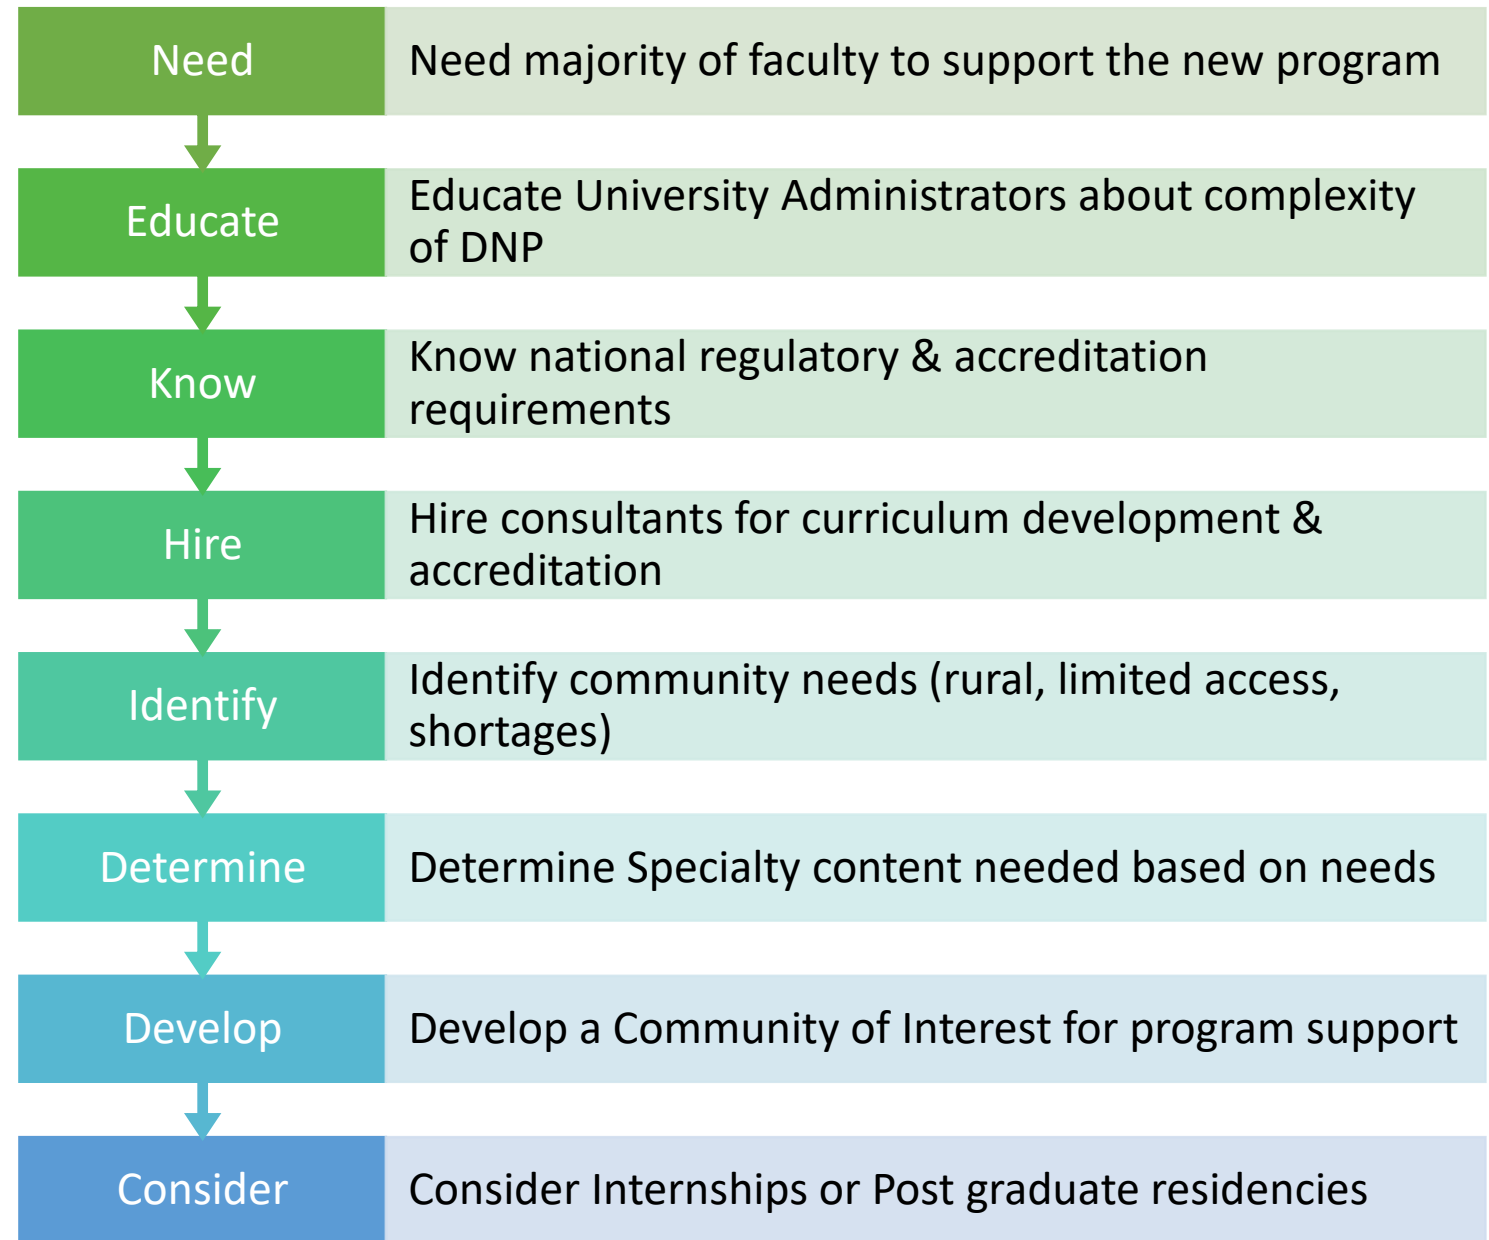 Need
Need majority of faculty to support the new program
Educate
Educate University Administrators about complexity
of DNP
Know
Know national regulatory & accreditation
requirements
Hire
Hire consultants for curriculum development &
accreditation
Identify
Identify community needs (rural, limited access,
shortages)
Determine
Determine Specialty content needed based on needs
Develop
Develop a Community of Interest for program support
Consider
Consider Internships or Post graduate residencies